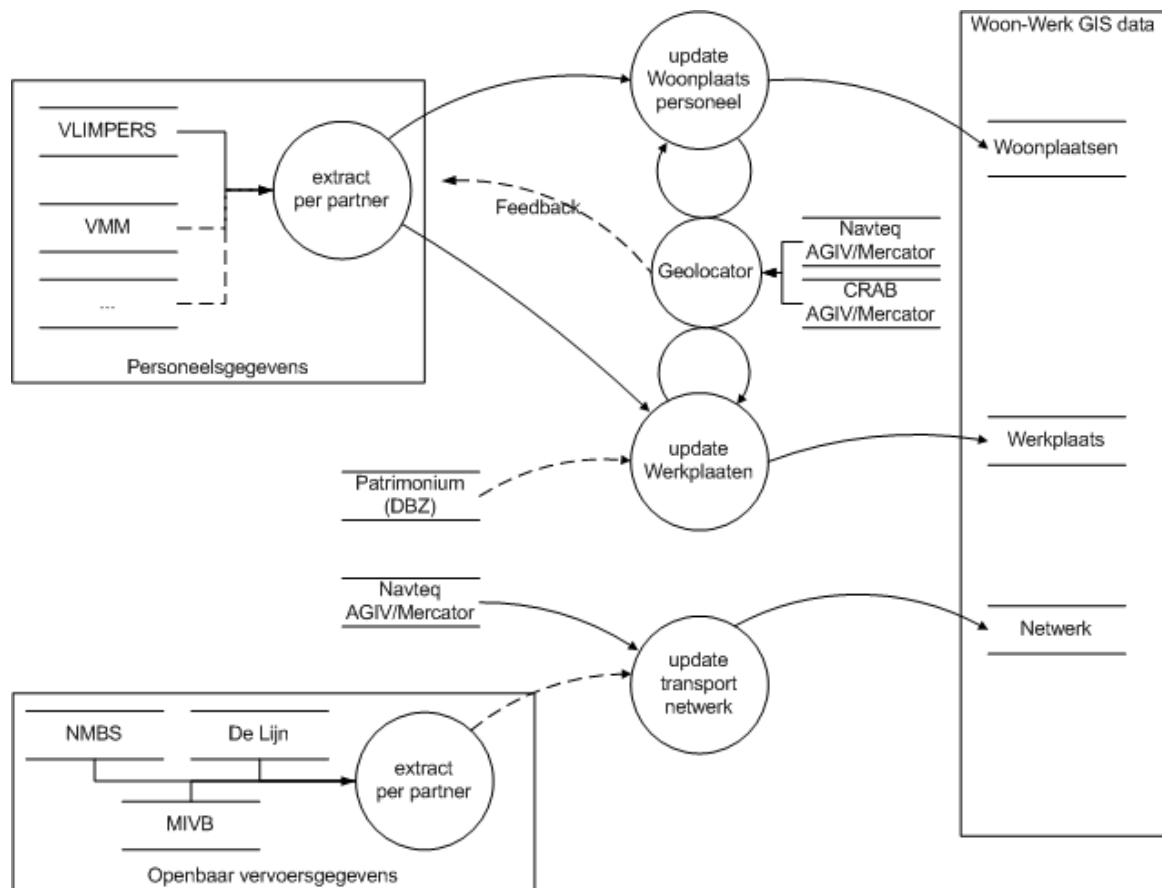 Woon-Werk GIS data
update
Woonplaats
personeel
VLIMPERS
Woonplaatsen
extract
per partner
Feedback
VMM
Navteq
AGIV/Mercator
Geolocator
CRAB
AGIV/Mercator
...
Personeelsgegevens
update
Werkplaaten
Werkplaats
Patrimonium
(DBZ)
Navteq
AGIV/Mercator
Netwerk
update
transport
netwerk
NMBS
De Lijn
extract
per partner
MIVB
Openbaar vervoersgegevens